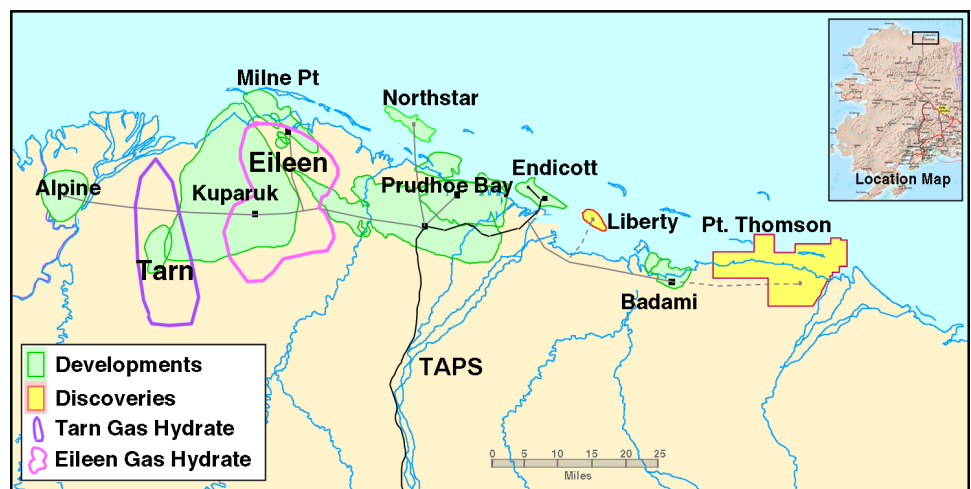 Milne Pt
Northstar
Eileen
Endicott
Alpine
Kuparuk
Prudhoe Bay
Location Map
Liberty
Pt. Thomson
Tarn
Badami
TAPS
Developments
Discoveries
Tarn Gas Hydrate
Eileen Gas Hydrate
0 5 10 15 20 25
Miles